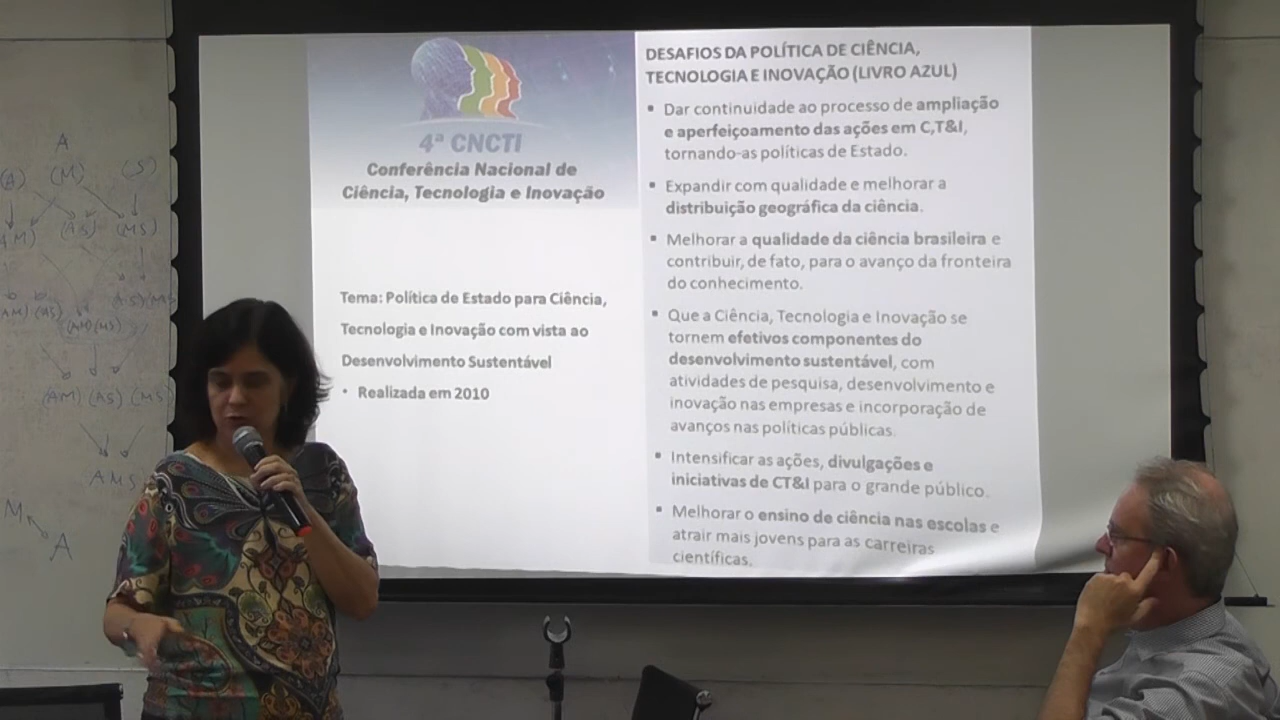 4ª CNCTI
Conferência Nacional de
Ciência, Tecnologia e Inovação
Tema: Política de Estado para Ciência,
Tecnologia e Inovação com vista ao
Desenvolvimento Sustentável
• Realizada em 2010
DESAFIOS DA POLÍTICA DE CIÊNCIA,
TECNOLOGIA E INOVAÇÃO (LIVRO AZUL)
▪ Dar continuidade ao processo de ampliação
e aperfeiçoamento das ações em C,T&I,
tornando-as políticas de Estado.
▪ Expandir com qualidade e melhorar a
distribuição geográfica da ciência.
▪ Melhorar a qualidade da ciência brasileira e
contribuir, de fato, para o avanço da fronteira
do conhecimento.
▪ Que a Ciência, Tecnologia e Inovação se
tornem efetivos componentes do
desenvolvimento sustentável, com
atividades de pesquisa, desenvolvimento e
inovação nas empresas e incorporação de
avanços nas políticas públicas.
▪ Intensificar as ações, divulgações e
iniciativas de CT&I para o grande público.
▪ Melhorar o ensino de ciência nas escolas e
atrair mais jovens para as carreiras
científicas.
A
(A) (M) (S)
(AS) (MS)
(AM) (MS)
(AM) (AS) (MS)
AMS
M
A